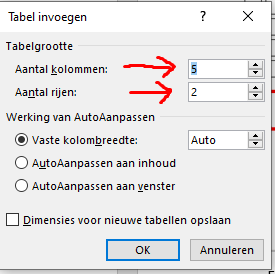 Tabel invoegen ? ×
Tabelgrootte
Aantal kolommen: 5
Aantal rijen: 2
Werking van AutoAanpassen
Vaste kolombreedte: Auto
AutoAanpassen aan inhoud
AutoAanpassen aan venster
Dimensies voor nieuwe tabellen opslaan
OK Annuleren